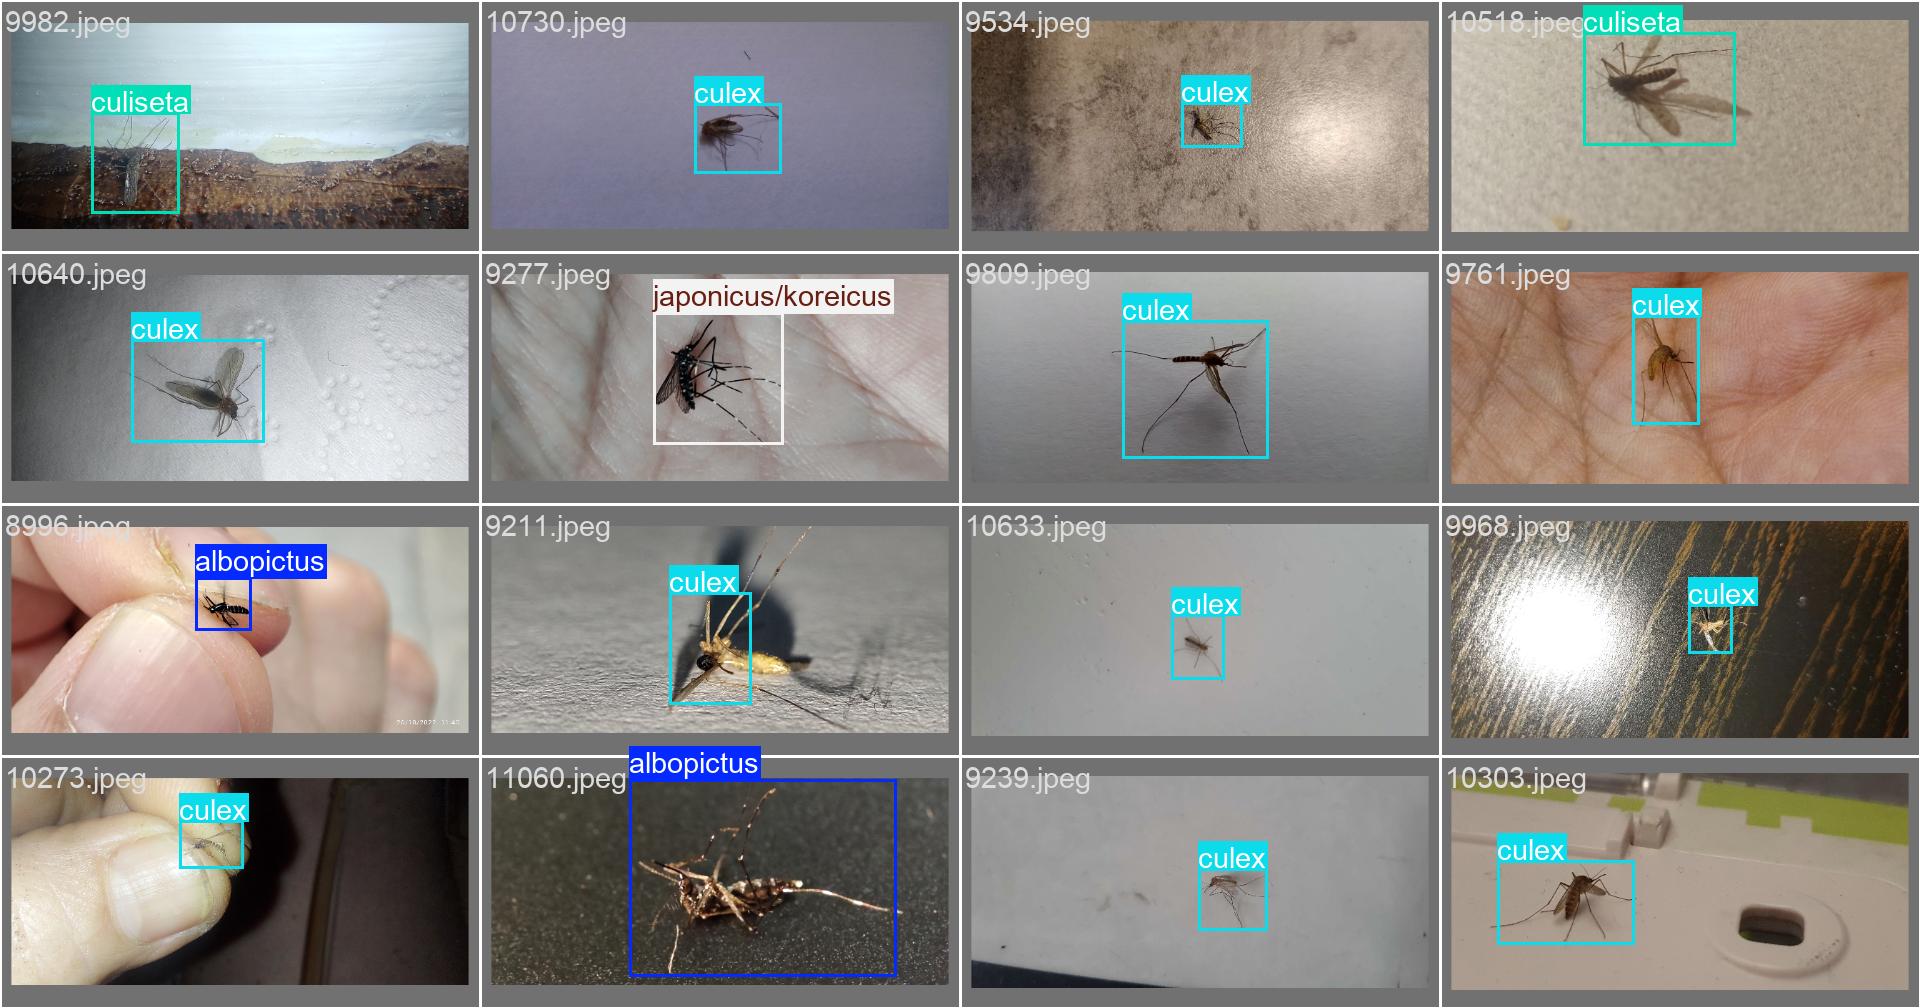 9982.jpeg
culiseta
10730.jpeg
culex
9534.jpeg
culex
10518.jpeg
culiseta
10640.jpeg
culex
9277.jpeg
japonicus/koreicus
9809.jpeg
culex
9761.jpeg
culex
8996.jpeg
albopictus
9211.jpeg
culex
10633.jpeg
culex
9968.jpeg
culex
10273.jpeg
culex
11060.jpeg
albopictus
9239.jpeg
culex
10303.jpeg
culex